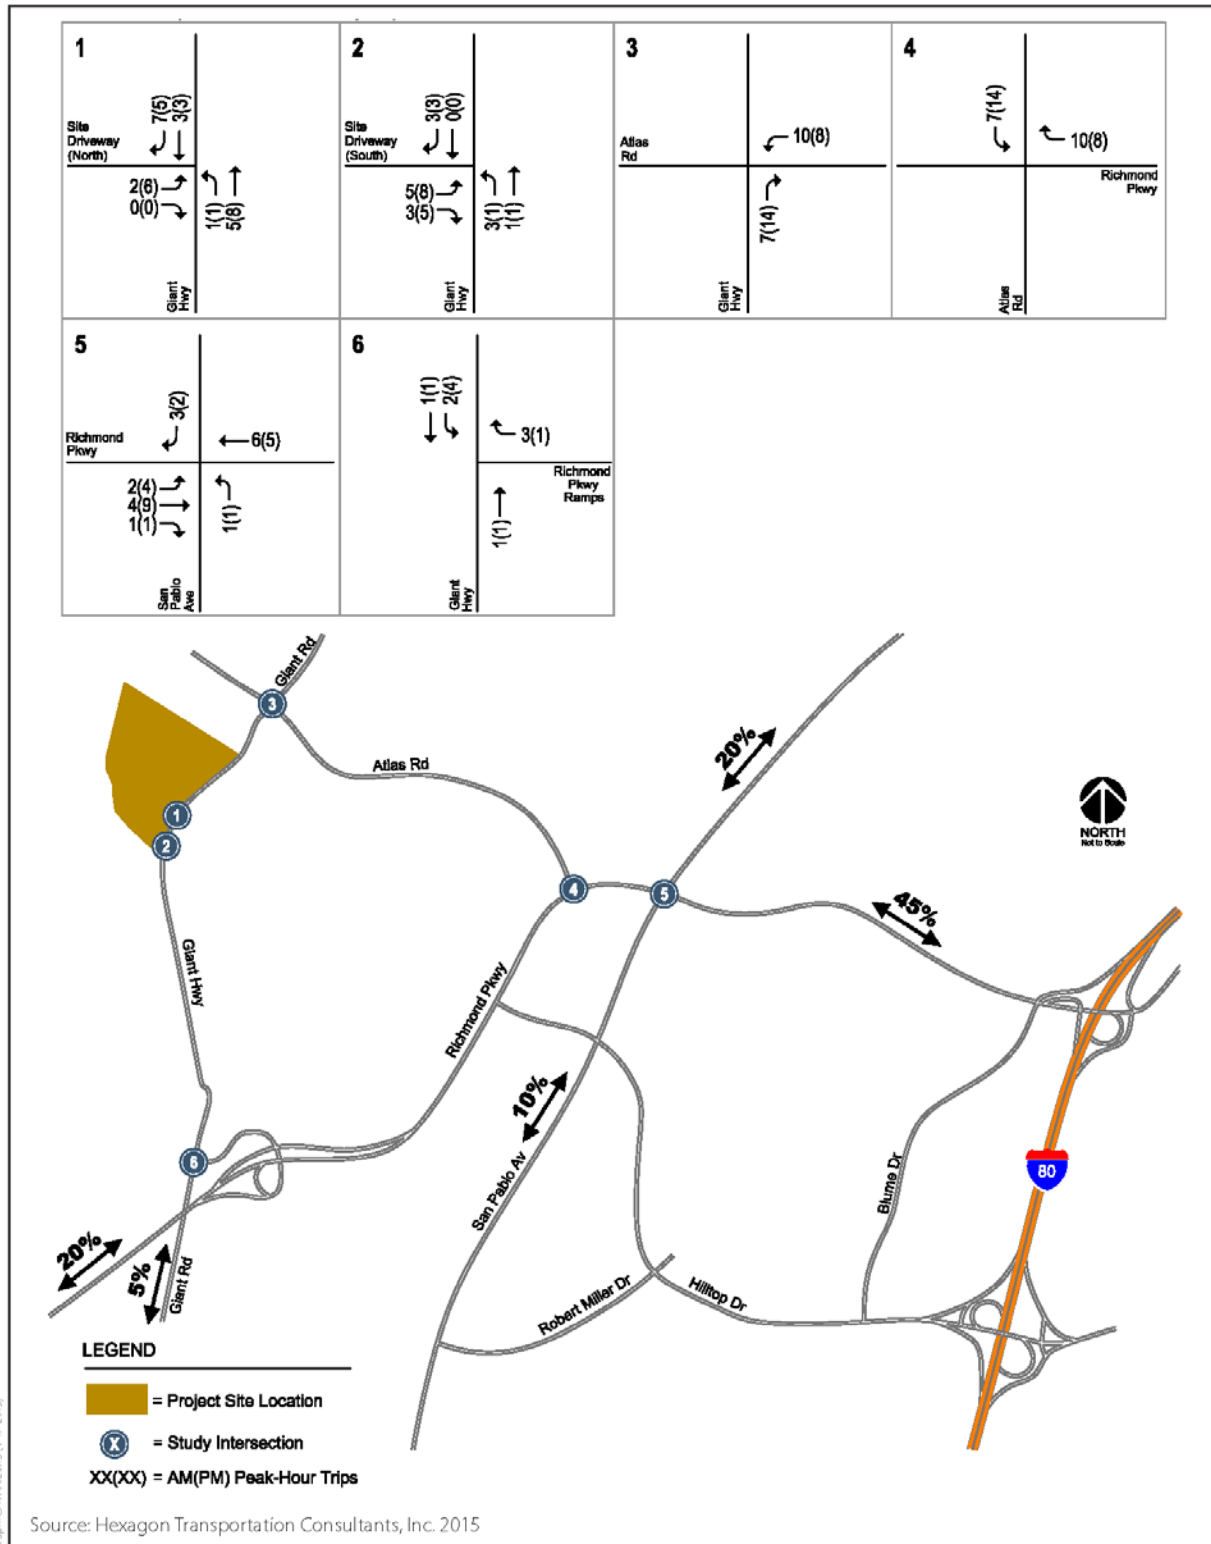 1
7(5)
3(3)
Site
Driveway
(North)
2(6)
0(0)
1(1)
5(8)
Giant
Hwy
2
3(3)
0(0)
Site
Driveway
(South)
5(8)
3(5)
3(1)
1(1)
Giant
Hwy
3
Atlas
Rd
10(8)
7(14)
Giant
Hwy
4
7(14)
10(8)
Richmond
Pkwy
Atlas
Rd
5
3(2)
Richmond
Pkwy
6(5)
2(4)
4(9)
1(1)
1(1)
San
Pablo
Ave
6
1(1)
2(4)
3(1)
Richmond
Pkwy
Ramps
1(1)
Giant
Hwy
Giant Rd
3
20%
Atlas Rd
1
2
NORTH
Not to Scale
4
5
45%
Giant Hwy
Richmond Pkwy
10%
San Pablo Av
Blume Dr
6
80
20%
5%
Giant Rd
Robert Miller Dr
Hilltop Dr
LEGEND
= Project Site Location
X = Study Intersection
XX(XX) = AM(PM) Peak-Hour Trips
Source: Hexagon Transportation Consultants, Inc. 2015